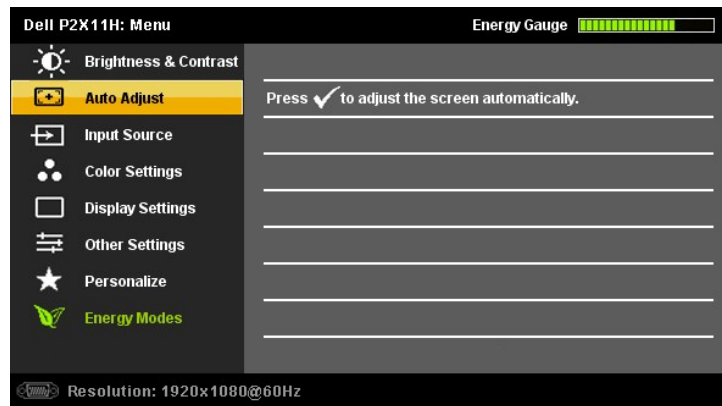 Dell P2X11H: Menu Energy Gauge
Brightness & Contrast
Auto Adjust Press ✓ to adjust the screen automatically.
Input Source
Color Settings
Display Settings
Other Settings
Personalize
Energy Modes
Resolution: 1920x1080@60Hz